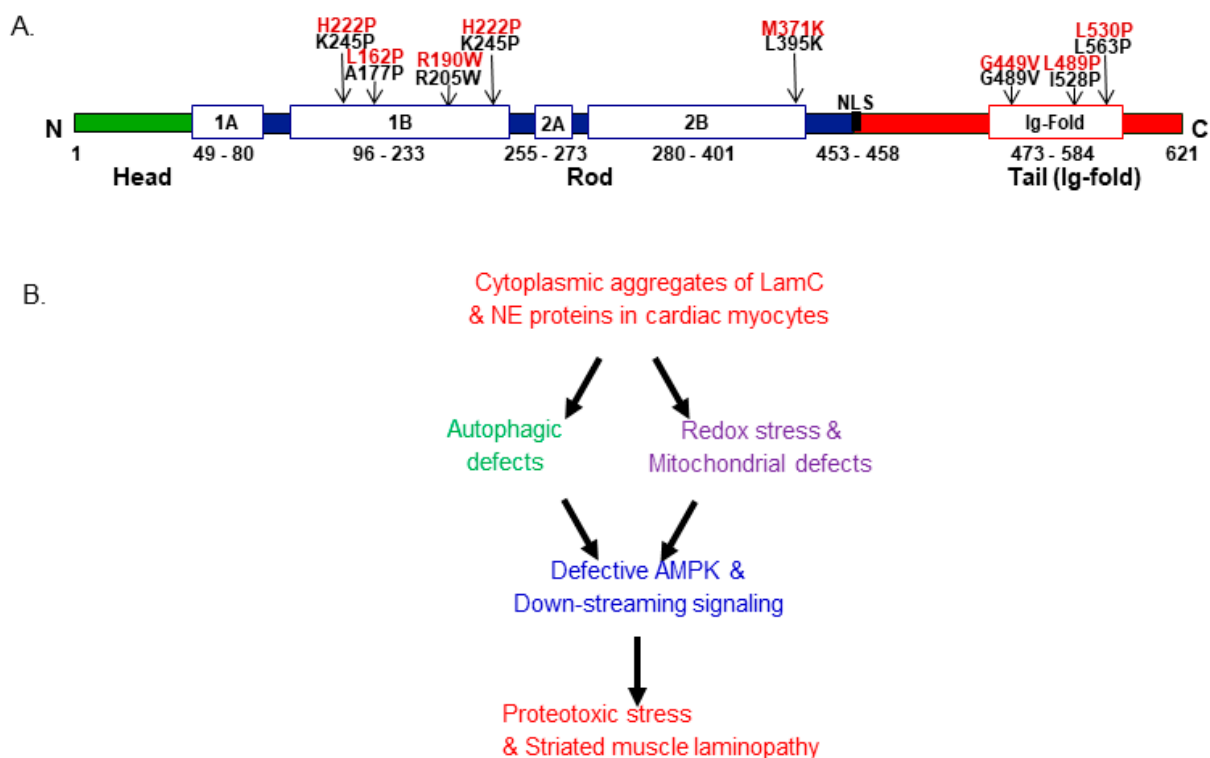 A.
H222P
K245P
L162P
A177P
R190W
R205W
H222P
K245P
M371K
L395K
G449V
G489V
L489P
I528P
L530P
L563P
N
1A
1B
2A
2B
NLS
Ig-Fold
C
1
49 - 80
96 - 233
255 - 273
280 - 401
453 - 458
473 - 584
621
Head
Rod
Tail (Ig-fold)
B.
Cytoplasmic aggregates of LamC
& NE proteins in cardiac myocytes
Autophagic
defects
Redox stress &
Mitochondrial defects
Defective AMPK &
Down-streaming signaling
Proteotoxic stress
& Striated muscle laminopathy